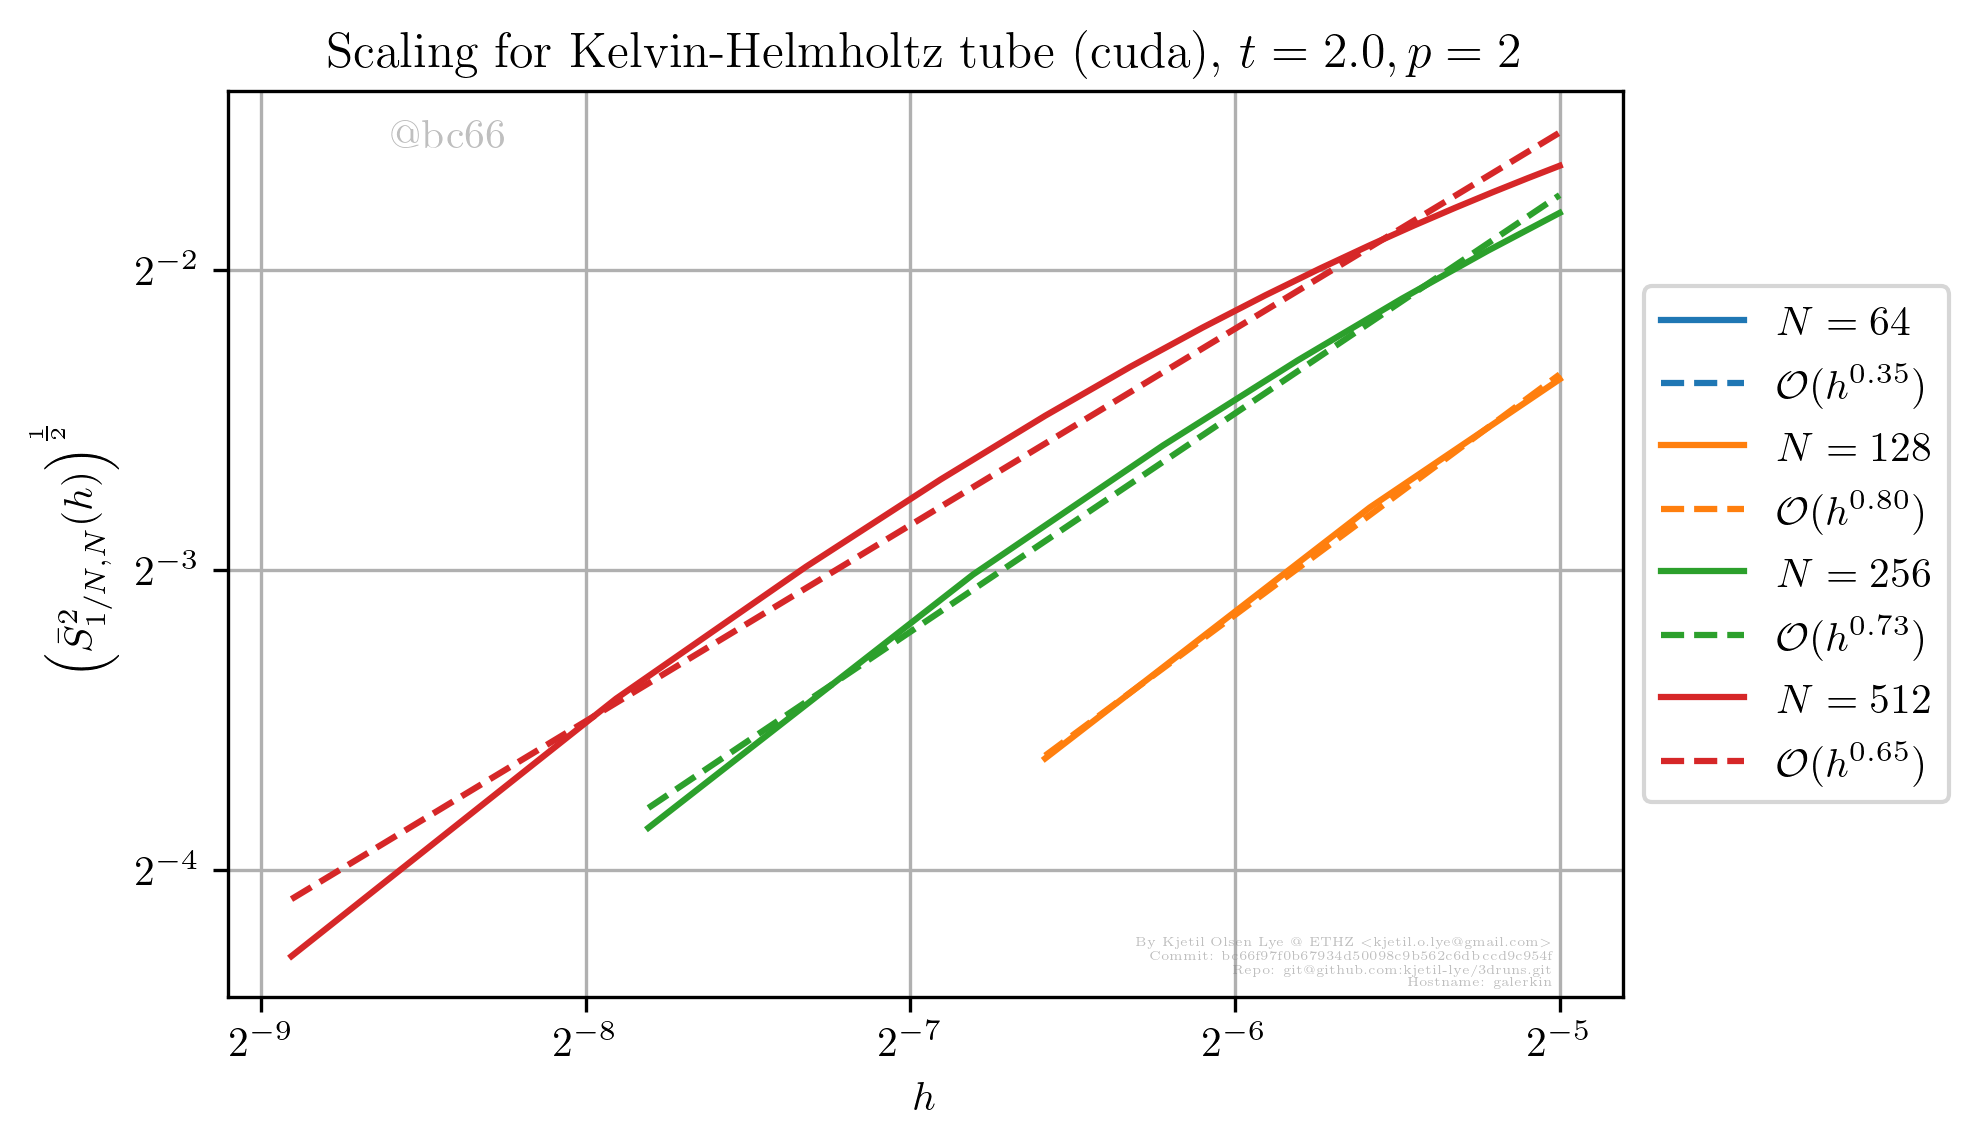 Scaling for Kelvin-Helmholtz tube (cuda), t = 2.0, p = 2
@bc66
2⁻²
2⁻³
2⁻⁴
(S̄²₁/N,N(h))^½
2⁻⁹ 2⁻⁸ 2⁻⁷ 2⁻⁶ 2⁻⁵
h
N = 64
𝒪(h^0.35)
N = 128
𝒪(h^0.80)
N = 256
𝒪(h^0.73)
N = 512
𝒪(h^0.65)
By Kjetil Olsen Lye @ ETHZ <kjetil.o.lye@gmail.com>
Commit: bc66f97f0b67934d50098c9b562c6dbccd9c954f
Repo: git@github.com:kjetil-lye/3druns.git
Hostname: galerkin